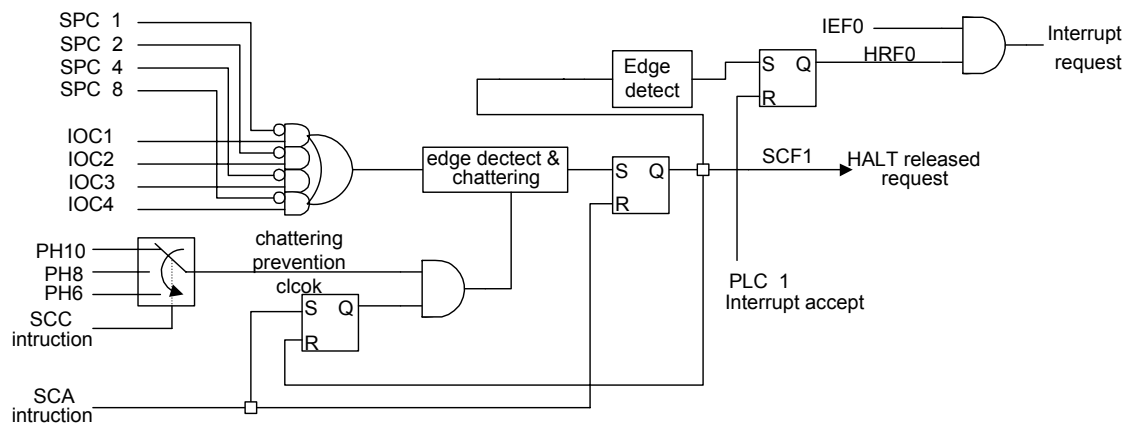 SPC 1
SPC 2
SPC 4
SPC 8
IOC1
IOC2
IOC3
IOC4
PH10
PH8
PH6
SCC
intruction
SCA
intruction
chattering
prevention
clcok
S Q
R
edge dectect &
chattering
S Q
R
Edge
detect
S Q
R
IEF0
HRF0
Interrupt
request
SCF1
HALT released
request
PLC 1
Interrupt accept